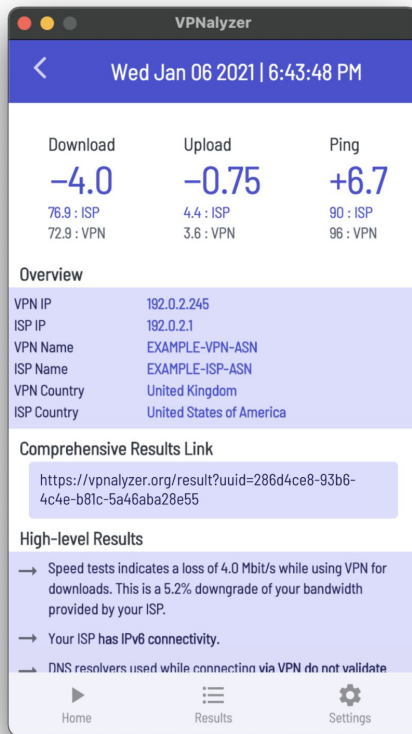 VPNalyzer
Wed Jan 06 2021 | 6:43:48 PM
Download Upload Ping
−4.0 −0.75 +6.7
76.9 : ISP 4.4 : ISP 90 : ISP
72.9 : VPN 3.6 : VPN 96 : VPN
Overview
VPN IP 192.0.2.245
ISP IP 192.0.2.1
VPN Name EXAMPLE-VPN-ASN
ISP Name EXAMPLE-ISP-ASN
VPN Country United Kingdom
ISP Country United States of America
Comprehensive Results Link
https://vpnalyzer.org/result?uuid=286d4ce8-93b6-
4c4e-b81c-5a46aba28e55
High-level Results
→ Speed tests indicates a loss of 4.0 Mbit/s while using VPN for
downloads. This is a 5.2% downgrade of your bandwidth
provided by your ISP.
→ Your ISP has IPv6 connectivity.
→ DNS resolvers used while connecting via VPN do not validate
Home Results Settings